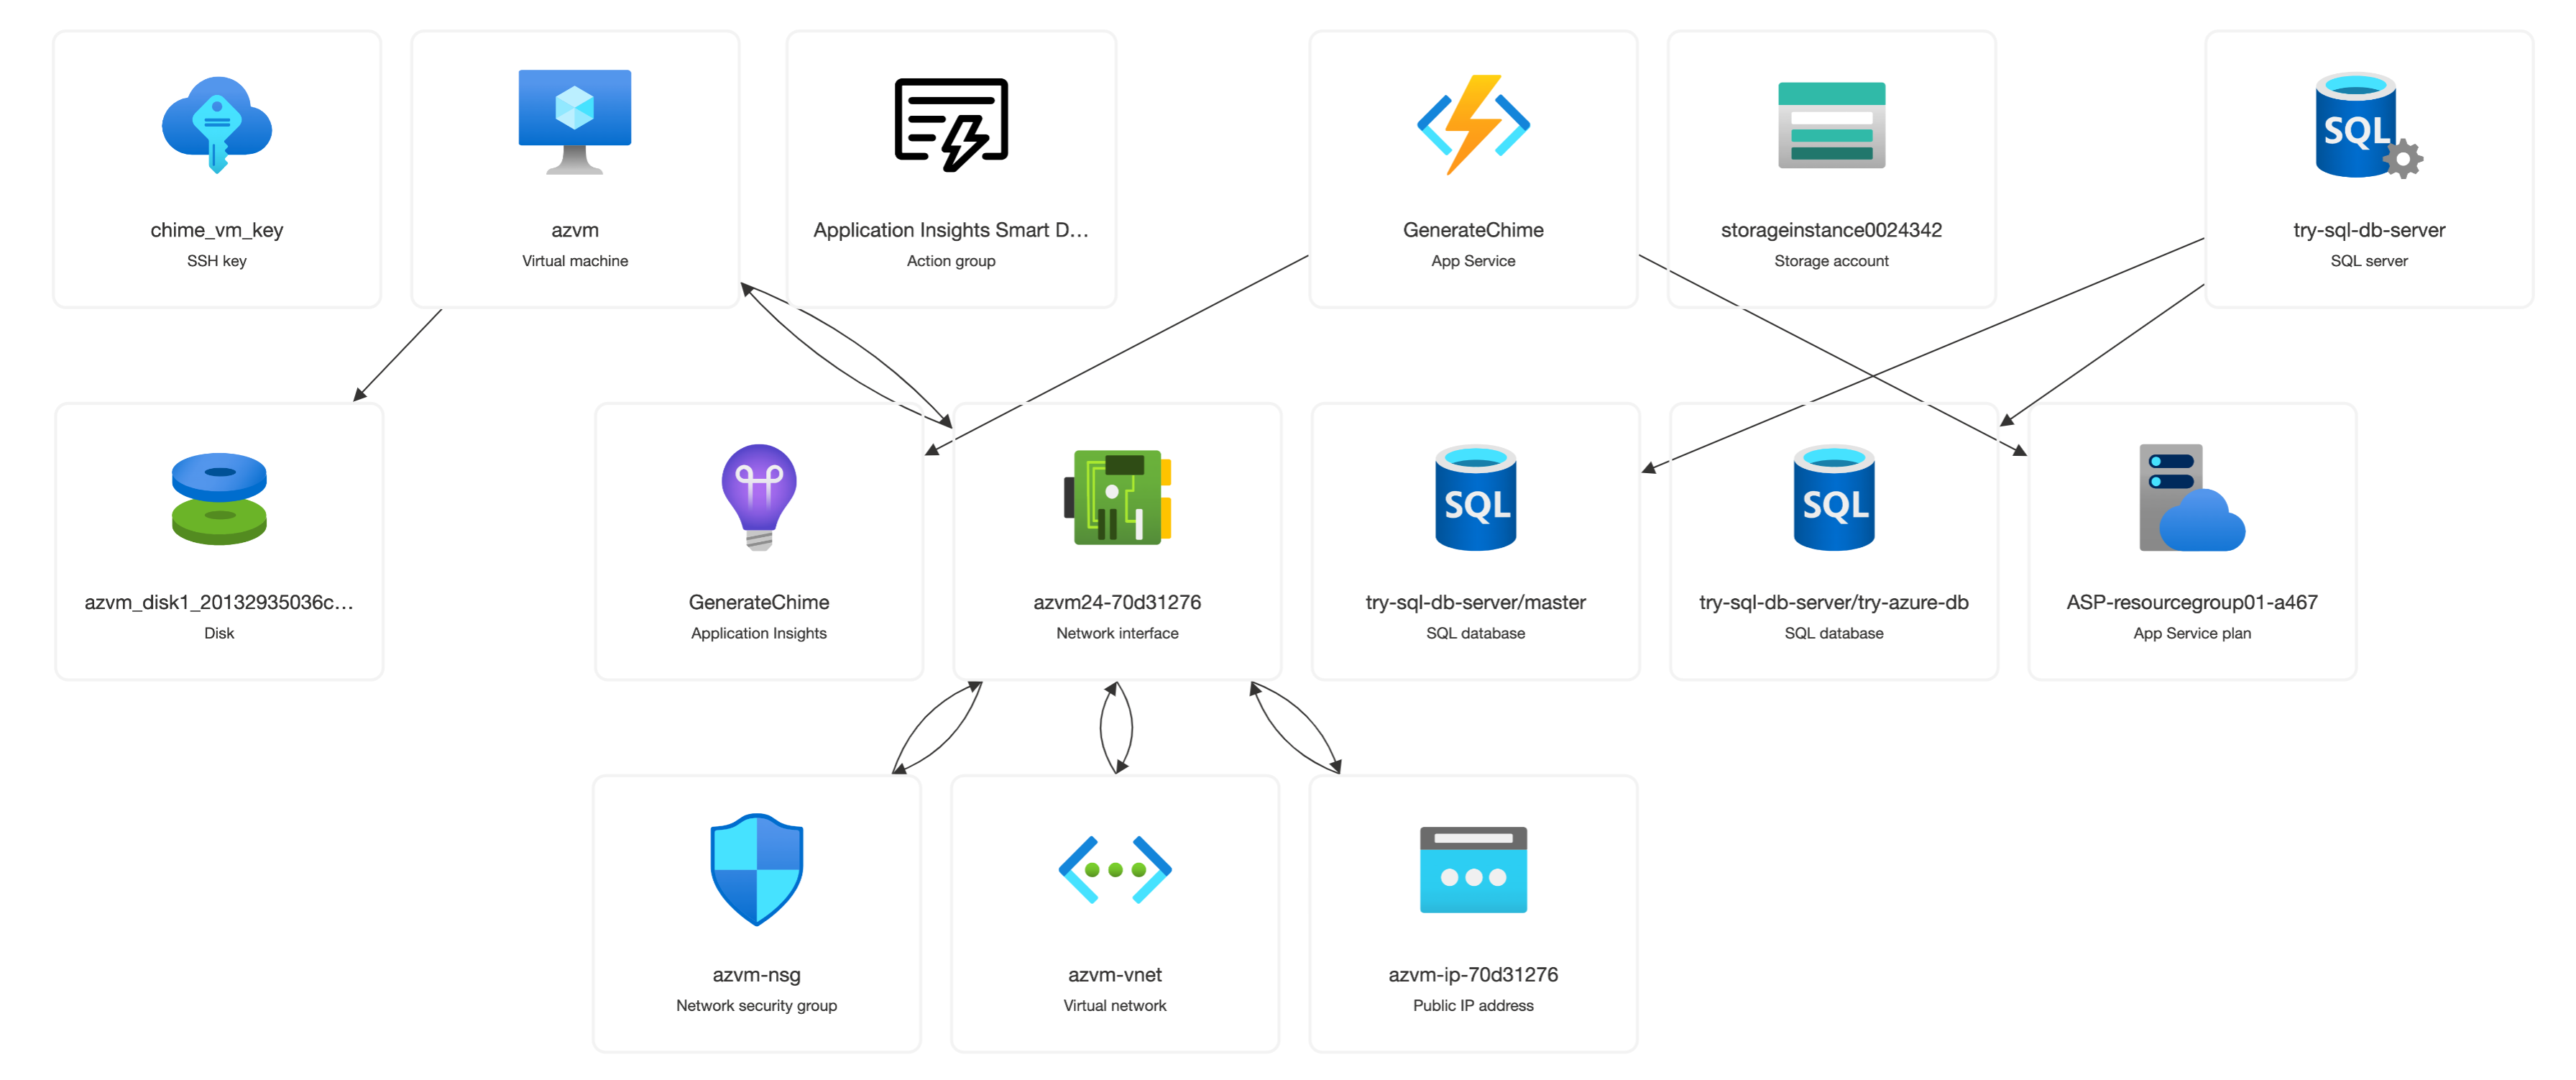 SQL
chime_vm_key
SSH key
azvm
Virtual machine
Application Insights Smart D...
Action group
GenerateChime
App Service
storageinstance0024342
Storage account
try-sql-db-server
SQL server
SQL
SQL
azvm_disk1_20132935036c...
Disk
GenerateChime
Application Insights
azvm24-70d31276
Network interface
try-sql-db-server/master
SQL database
try-sql-db-server/try-azure-db
SQL database
ASP-resourcegroup01-a467
App Service plan
azvm-nsg
Network security group
azvm-vnet
Virtual network
azvm-ip-70d31276
Public IP address